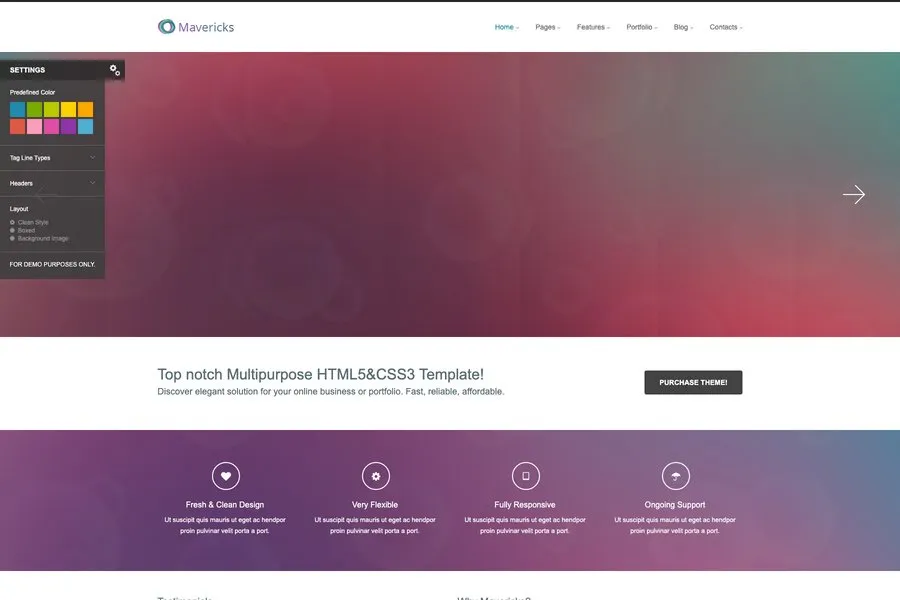 Mavericks
Home
Pages
Features
Portfolio
Blog
Contacts
SETTINGS
Predefined Color
Tag Line Types
Headers
Layout
Clean Style
Boxed
Background Image
FOR DEMO PURPOSES ONLY.
Top notch Multipurpose HTML5&CSS3 Template!
Discover elegant solution for your online business or portfolio. Fast, reliable, affordable.
PURCHASE THEME!
Fresh & Clean Design
Ut suscipit quis mauris ut eget ac hendpor
proin pulvinar velit porta a port.
Very Flexible
Ut suscipit quis mauris ut eget ac hendpor
proin pulvinar velit porta a port.
Fully Responsive
Ut suscipit quis mauris ut eget ac hendpor
proin pulvinar velit porta a port.
Ongoing Support
Ut suscipit quis mauris ut eget ac hendpor
proin pulvinar velit porta a port.
Testimonials
Why Mavericks?